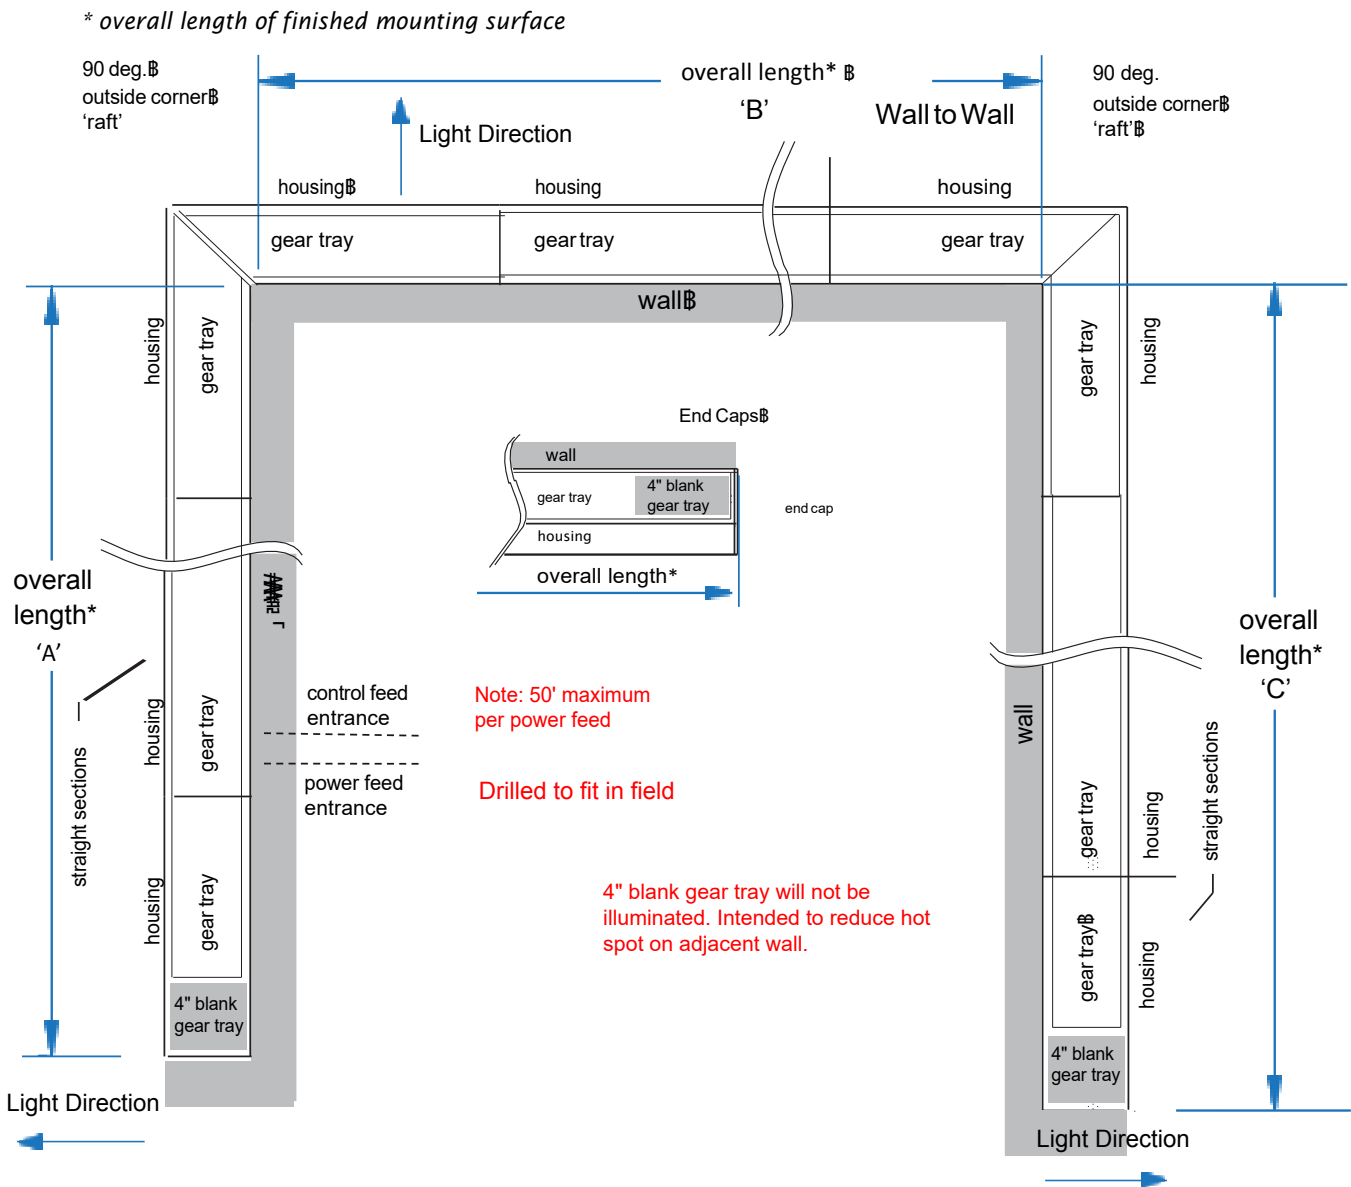 * overall length of finished mounting surface
90 deg.฿
outside corner฿
‘raft’
overall length* ฿
‘B’
Wall to Wall
90 deg.
outside corner฿
‘raft’฿
Light Direction
housing฿
housing
housing
gear tray
gear tray
gear tray
wall฿
housing
gear tray
gear tray
housing
End Caps฿
wall
gear tray
4" blank
gear tray
end cap
housing
overall length*
overall
length*
‘A’
overall
length*
‘C’
straight sections
housing
gear tray
control feed
entrance
Note: 50' maximum
per power feed
power feed
entrance
Drilled to fit in field
wall
gear tray
housing
straight sections
housing
gear tray
4" blank gear tray will not be
illuminated. Intended to reduce hot
spot on adjacent wall.
gear tray฿
housing
4" blank
gear tray
4" blank
gear tray
Light Direction
Light Direction